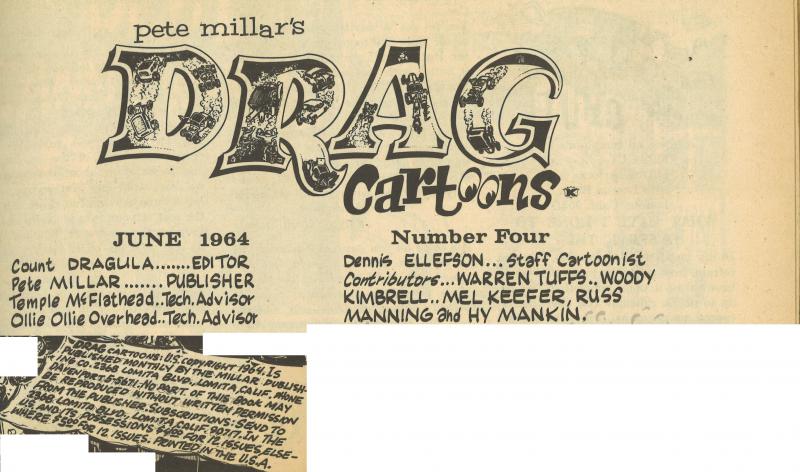 pete millar's
DRAG
Cartoons
JUNE 1964
Count DRAGULA.......EDITOR
Pete MILLAR.......PUBLISHER
Temple McFlathead..Tech. Advisor
Ollie Ollie Overhead..Tech. Advisor
Number Four
Dennis ELLEFSON...Staff Cartoonist
Contributors...WARREN TUFFS..WOODY
KIMBRELL..MEL KEEFER, RUSS
MANNING and HY MANKIN.
DRAG CARTOONS: U.S. COPYRIGHT 1964. IS
PUBLISHED MONTHLY BY THE MILLAR PUBLISH-
ING CO. 2368 LOMITA BLVD., LOMITA, CALIF. PHONE
DAVENPORT 5-5671. NO PART OF THIS BOOK MAY
BE REPRODUCED WITHOUT WRITTEN PERMISSION
FROM THE PUBLISHER. SUBSCRIPTIONS: SEND TO
2368 LOMITA BLVD., LOMITA, CALIF. 90717. IN THE
US AND ITS POSSESSIONS $4.00 FOR 12 ISSUES, ELSE-
WHERE $5.00 FOR 12 ISSUES. PRINTED IN THE U.S.A.